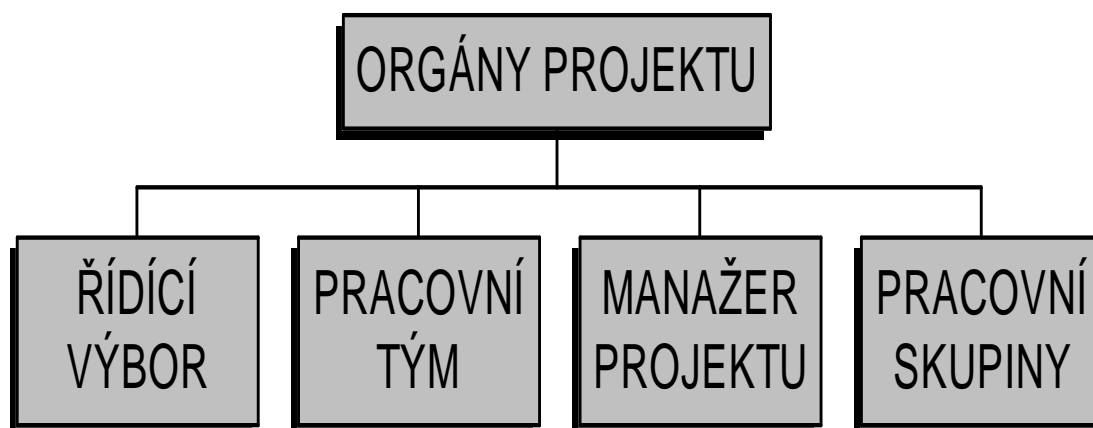 ORGÁNY PROJEKTU
ŘÍDÍCÍ
VÝBOR
PRACOVNÍ
TÝM
MANAŽER
PROJEKTU
PRACOVNÍ
SKUPINY